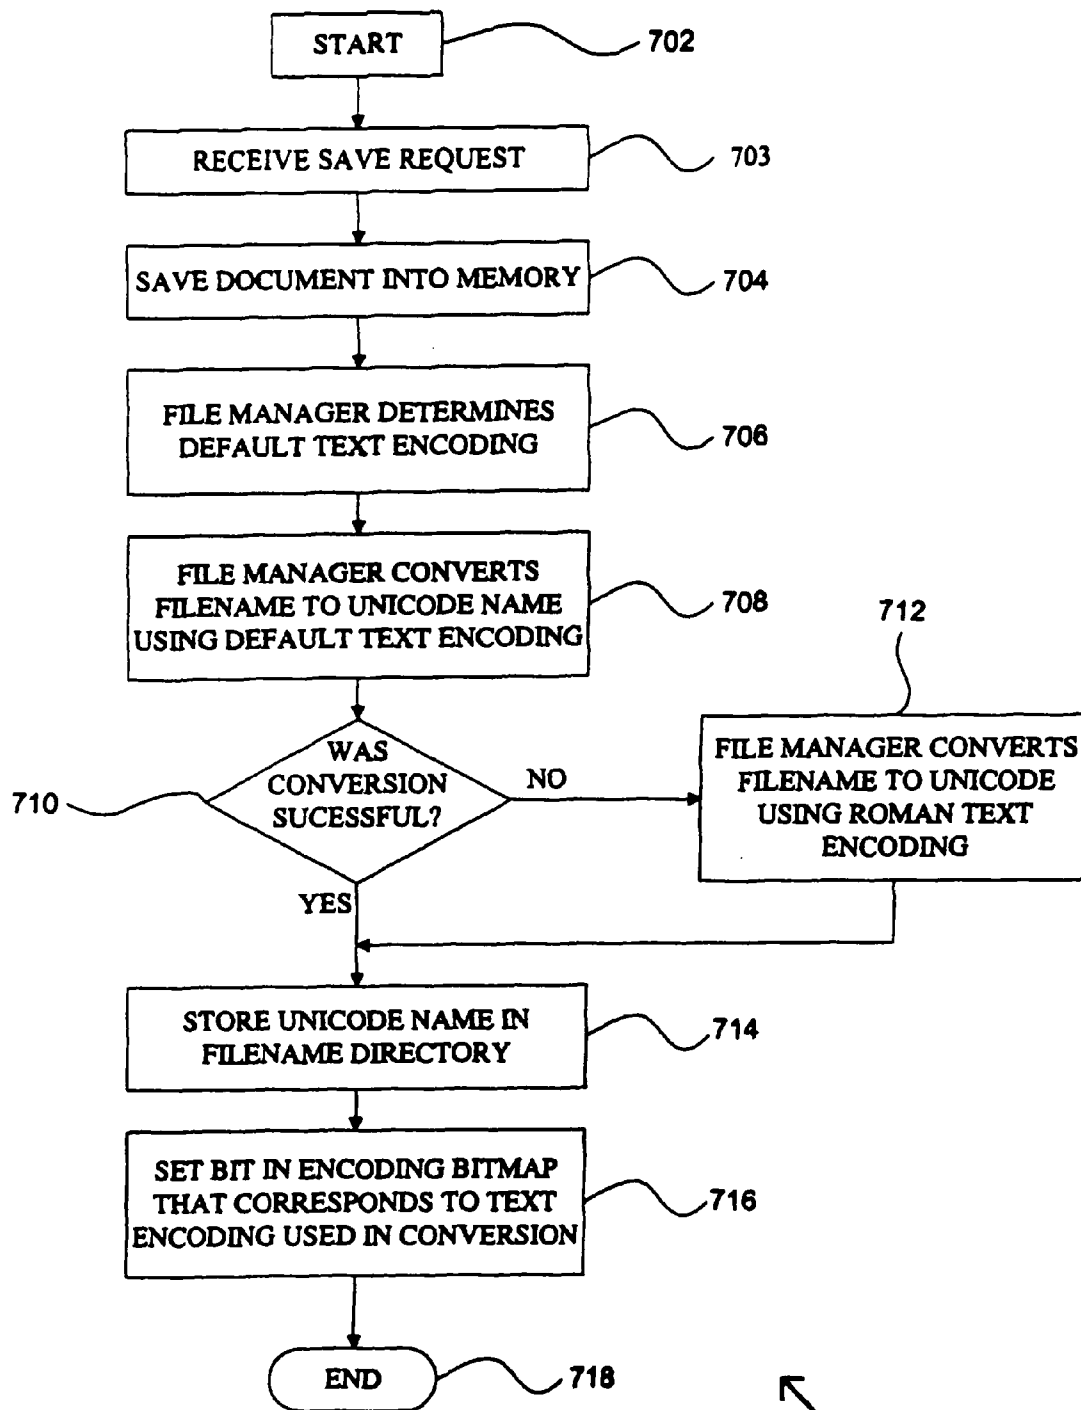 START
702
RECEIVE SAVE REQUEST
703
SAVE DOCUMENT INTO MEMORY
704
FILE MANAGER DETERMINES
DEFAULT TEXT ENCODING
706
FILE MANAGER CONVERTS
FILENAME TO UNICODE NAME
USING DEFAULT TEXT ENCODING
708
WAS
CONVERSION
SUCESSFUL?
710
NO
YES
712
FILE MANAGER CONVERTS
FILENAME TO UNICODE
USING ROMAN TEXT
ENCODING
STORE UNICODE NAME IN
FILENAME DIRECTORY
714
SET BIT IN ENCODING BITMAP
THAT CORRESPONDS TO TEXT
ENCODING USED IN CONVERSION
716
END
718